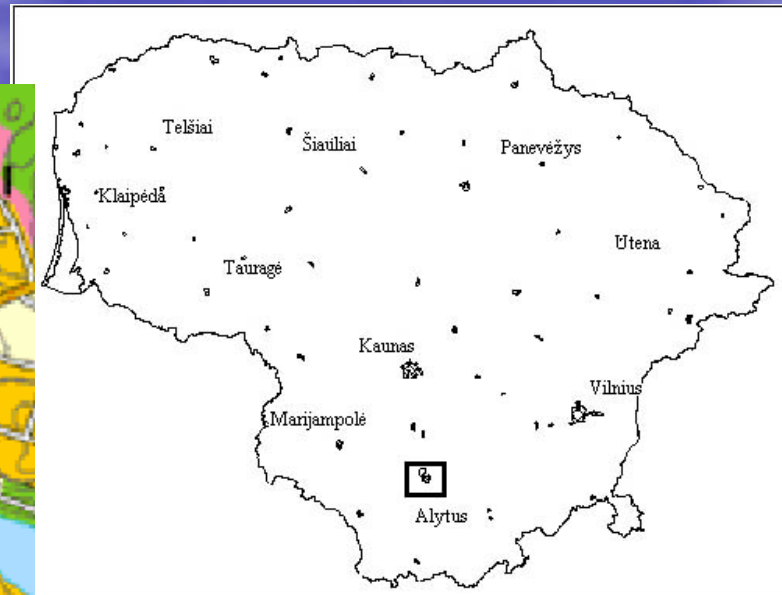 Telšiai
Šiauliai
Panevėžys
Klaipėda
Utena
Tauragė
Kaunas
Vilnius
Marijampolė
Alytus